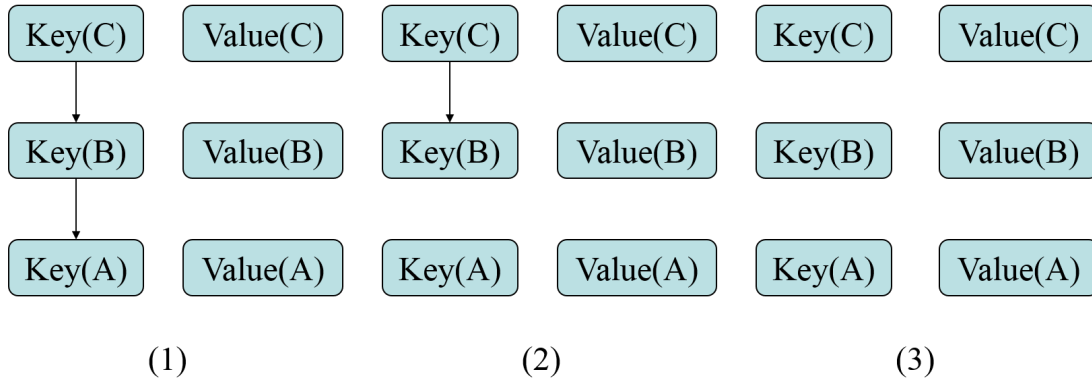 Key(C) Value(C) Key(C) Value(C) Key(C) Value(C)
Key(B) Value(B) Key(B) Value(B) Key(B) Value(B)
Key(A) Value(A) Key(A) Value(A) Key(A) Value(A)
(1) (2) (3)